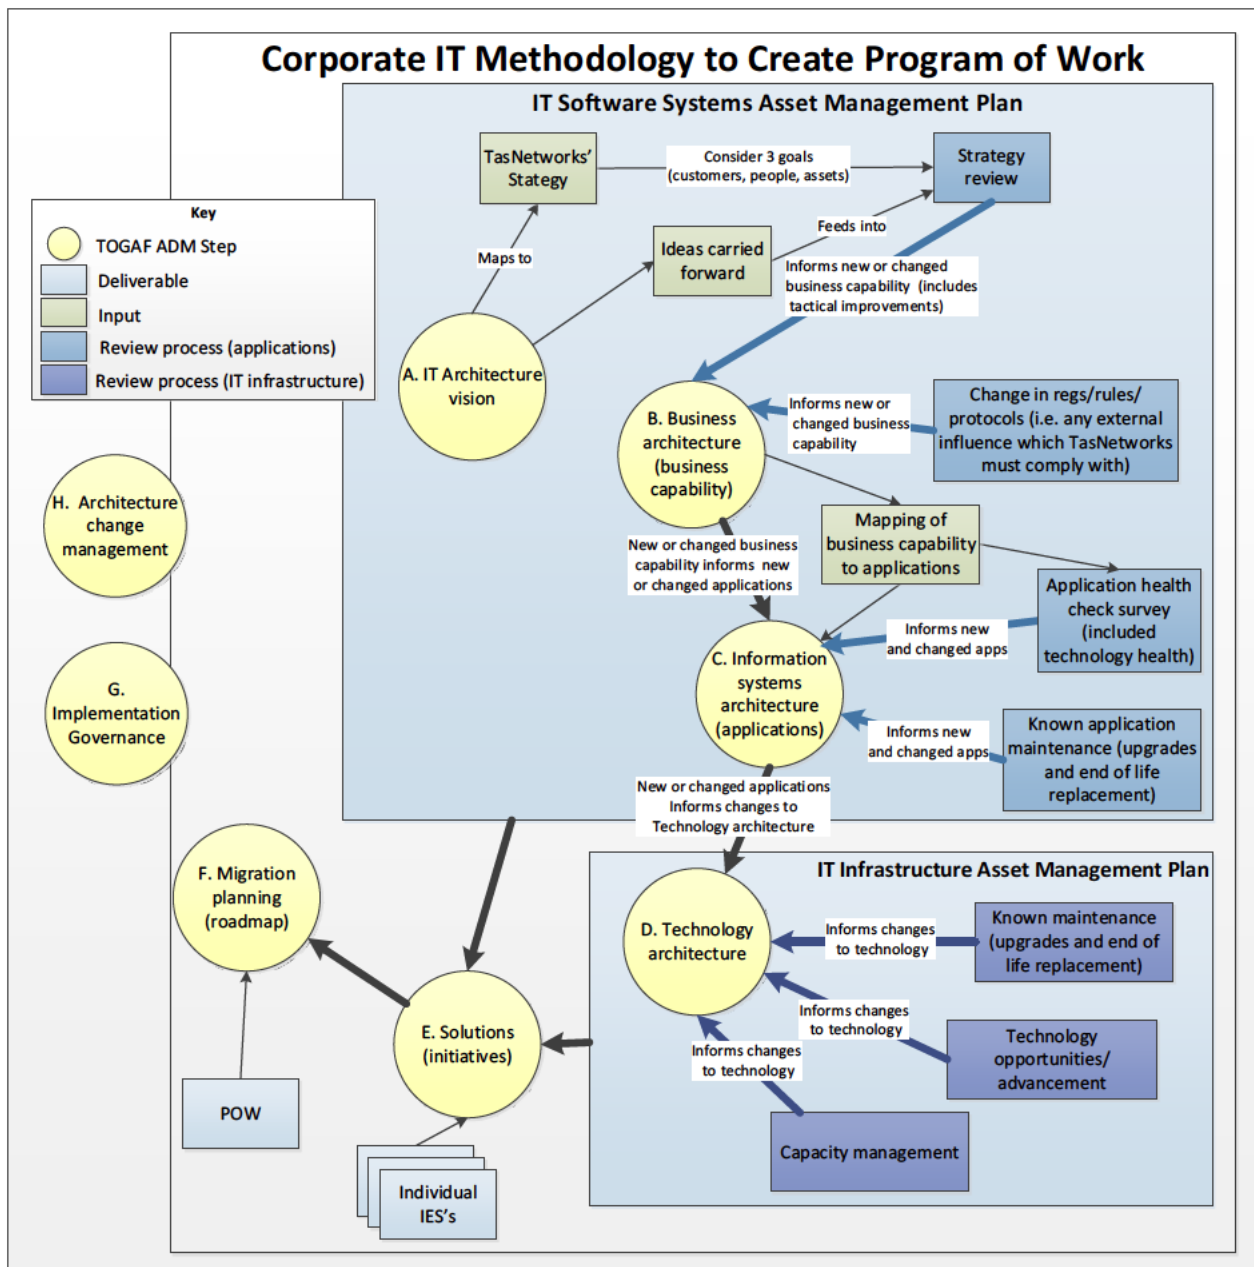 Corporate IT Methodology to Create Program of Work
IT Software Systems Asset Management Plan
TasNetworks'
Stategy
Consider 3 goals
(customers, people, assets)
Strategy
review
Key
TOGAF ADM Step
Deliverable
Input
Review process (applications)
Review process (IT infrastructure)
Maps to
Ideas carried
forward
Feeds into
Informs new or changed
business capability (includes
tactical improvements)
A. IT Architecture
vision
B. Business
architecture
(business
capability)
Informs new or
changed business
capability
Change in regs/rules/
protocols (i.e. any external
influence which TasNetworks
must comply with)
H. Architecture
change
management
New or changed business
capability informs new
or changed applications
Mapping of
business capability
to applications
Application health
check survey
(included
technology health)
Informs new
and changed apps
G.
Implementation
Governance
C. Information
systems
architecture
(applications)
Informs new
and changed apps
Known application
maintenance (upgrades
and end of life
replacement)
New or changed applications
Informs changes to
Technology architecture
IT Infrastructure Asset Management Plan
F. Migration
planning
(roadmap)
D. Technology
architecture
Informs changes
to technology
Known maintenance
(upgrades and end of
life replacement)
Informs changes
to technology
Technology
opportunities/
advancement
E. Solutions
(initiatives)
Informs changes
to technology
POW
Capacity management
Individual
IES's